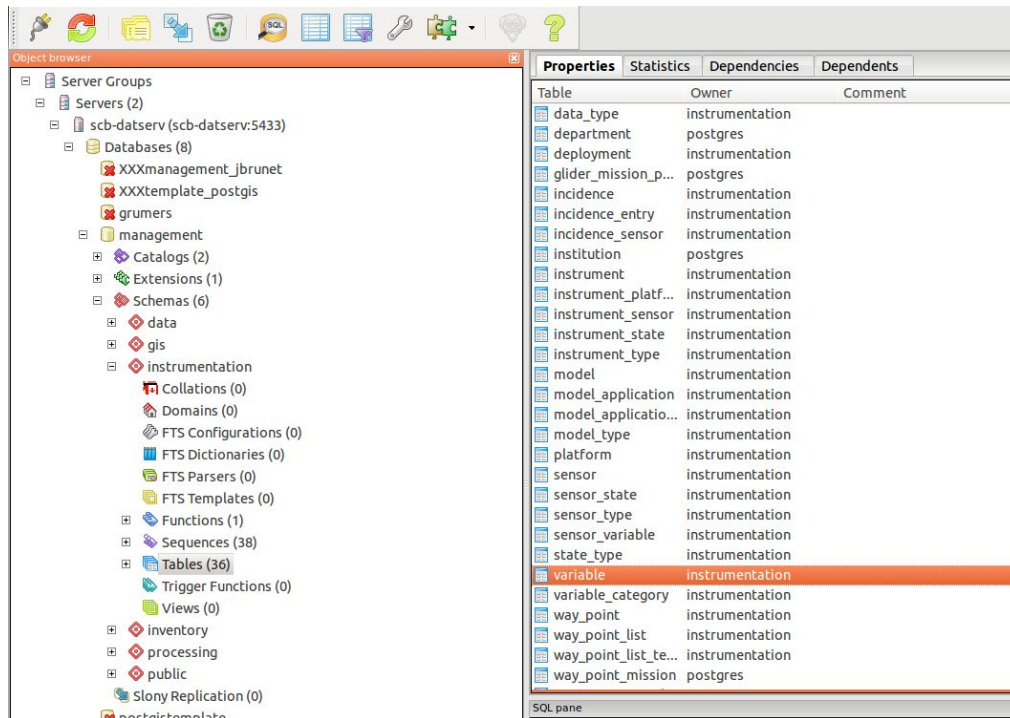 SQL
Object browser
Server Groups
Servers (2)
scb-datserv (scb-datserv:5433)
Databases (8)
XXXmanagement_jbrunet
XXXtemplate_postgis
grumers
management
Catalogs (2)
Extensions (1)
Schemas (6)
data
gis
instrumentation
Collations (0)
Domains (0)
FTS Configurations (0)
FTS Dictionaries (0)
FTS Parsers (0)
FTS Templates (0)
Functions (1)
Sequences (38)
Tables (36)
Trigger Functions (0)
Views (0)
inventory
processing
public
Slony Replication (0)
postgistemplate
Properties Statistics Dependencies Dependents
Table Owner Comment
data_type instrumentation
department postgres
deployment instrumentation
glider_mission_p... postgres
incidence instrumentation
incidence_entry instrumentation
incidence_sensor instrumentation
institution postgres
instrument instrumentation
instrument_platf... instrumentation
instrument_sensor instrumentation
instrument_state instrumentation
instrument_type instrumentation
model instrumentation
model_application instrumentation
model_applicatio... instrumentation
model_type instrumentation
platform instrumentation
sensor instrumentation
sensor_state instrumentation
sensor_type instrumentation
sensor_variable instrumentation
state_type instrumentation
variable instrumentation
variable_category instrumentation
way_point instrumentation
way_point_list instrumentation
way_point_list_te... instrumentation
way_point_mission postgres
SQL pane